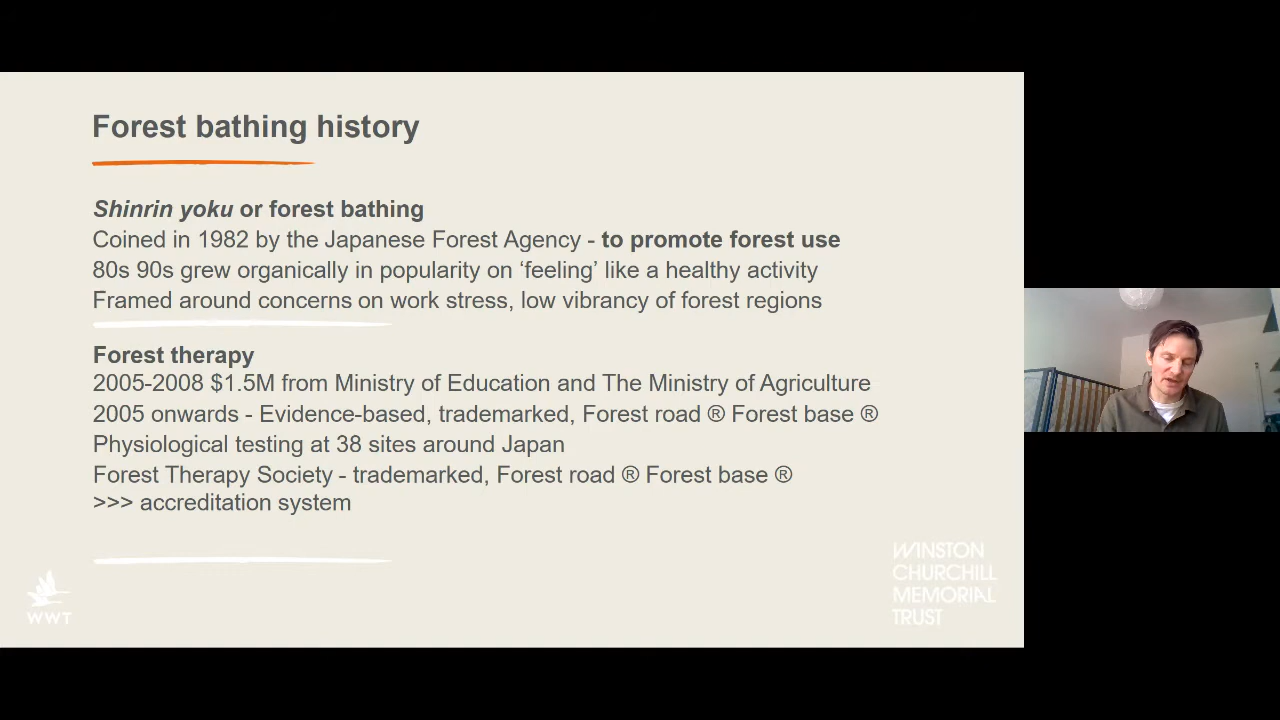 Forest bathing history
Shinrin yoku or forest bathing
Coined in 1982 by the Japanese Forest Agency - to promote forest use
80s 90s grew organically in popularity on ‘feeling’ like a healthy activity
Framed around concerns on work stress, low vibrancy of forest regions
Forest therapy
2005-2008 $1.5M from Ministry of Education and The Ministry of Agriculture
2005 onwards - Evidence-based, trademarked, Forest road ® Forest base ®
Physiological testing at 38 sites around Japan
Forest Therapy Society - trademarked, Forest road ® Forest base ®
>>> accreditation system
WWT
WINSTON
CHURCHILL
MEMORIAL
TRUST